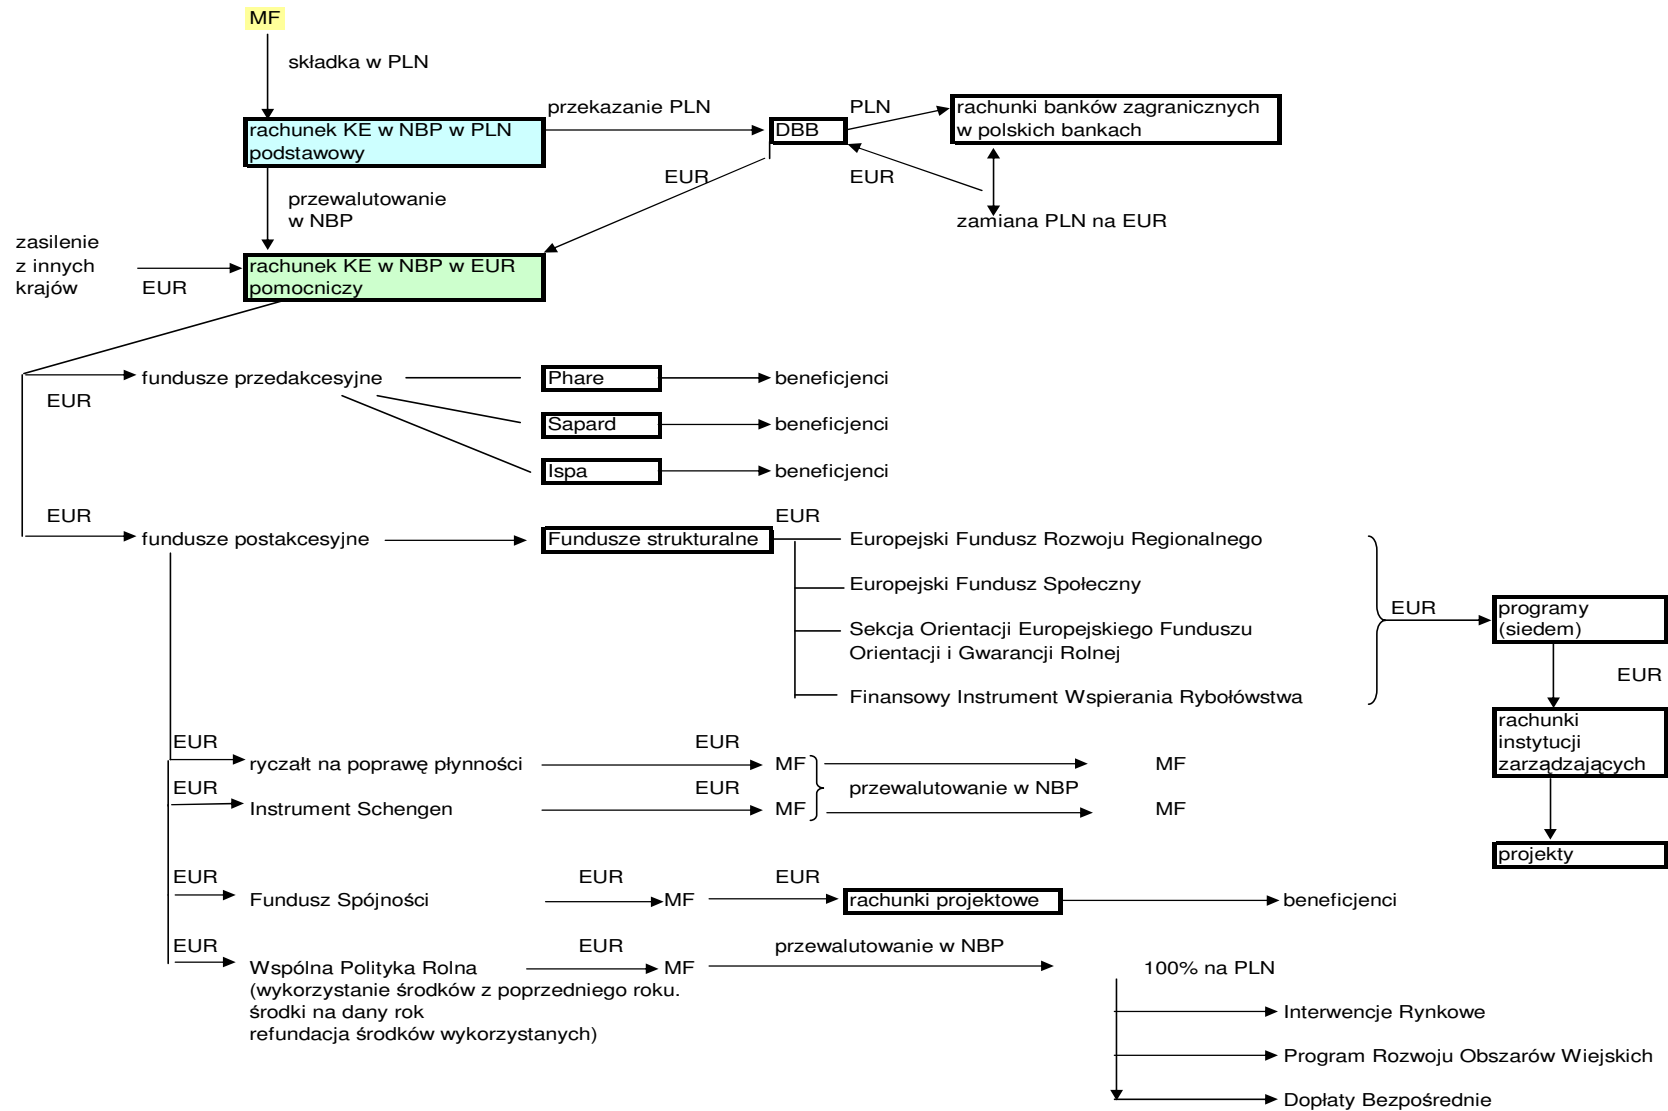 MF
składka w PLN
przekazanie PLN
PLN
rachunek KE w NBP w PLN
podstawowy
DBB
rachunki banków zagranicznych
w polskich bankach
EUR
EUR
przewalutowanie
w NBP
zamiana PLN na EUR
zasilenie
z innych
krajów
EUR
rachunek KE w NBP w EUR
pomocniczy
EUR
fundusze przedakcesyjne
Phare
beneficjenci
Sapard
beneficjenci
Ispa
beneficjenci
EUR
fundusze postakcesyjne
Fundusze strukturalne
EUR
Europejski Fundusz Rozwoju Regionalnego
Europejski Fundusz Społeczny
Sekcja Orientacji Europejskiego Funduszu
Orientacji i Gwarancji Rolnej
Finansowy Instrument Wspierania Rybołówstwa
EUR
programy
(siedem)
EUR
rachunki
instytucji
zarządzających
projekty
EUR
ryczałt na poprawę płynności
EUR
MF
MF
EUR
Instrument Schengen
EUR
MF
przewalutowanie w NBP
MF
EUR
Fundusz Spójności
EUR
MF
EUR
rachunki projektowe
beneficjenci
EUR
Wspólna Polityka Rolna
(wykorzystanie środków z poprzedniego roku.
środki na dany rok
refundacja środków wykorzystanych)
EUR
MF
przewalutowanie w NBP
100% na PLN
Interwencje Rynkowe
Program Rozwoju Obszarów Wiejskich
Dopłaty Bezpośrednie